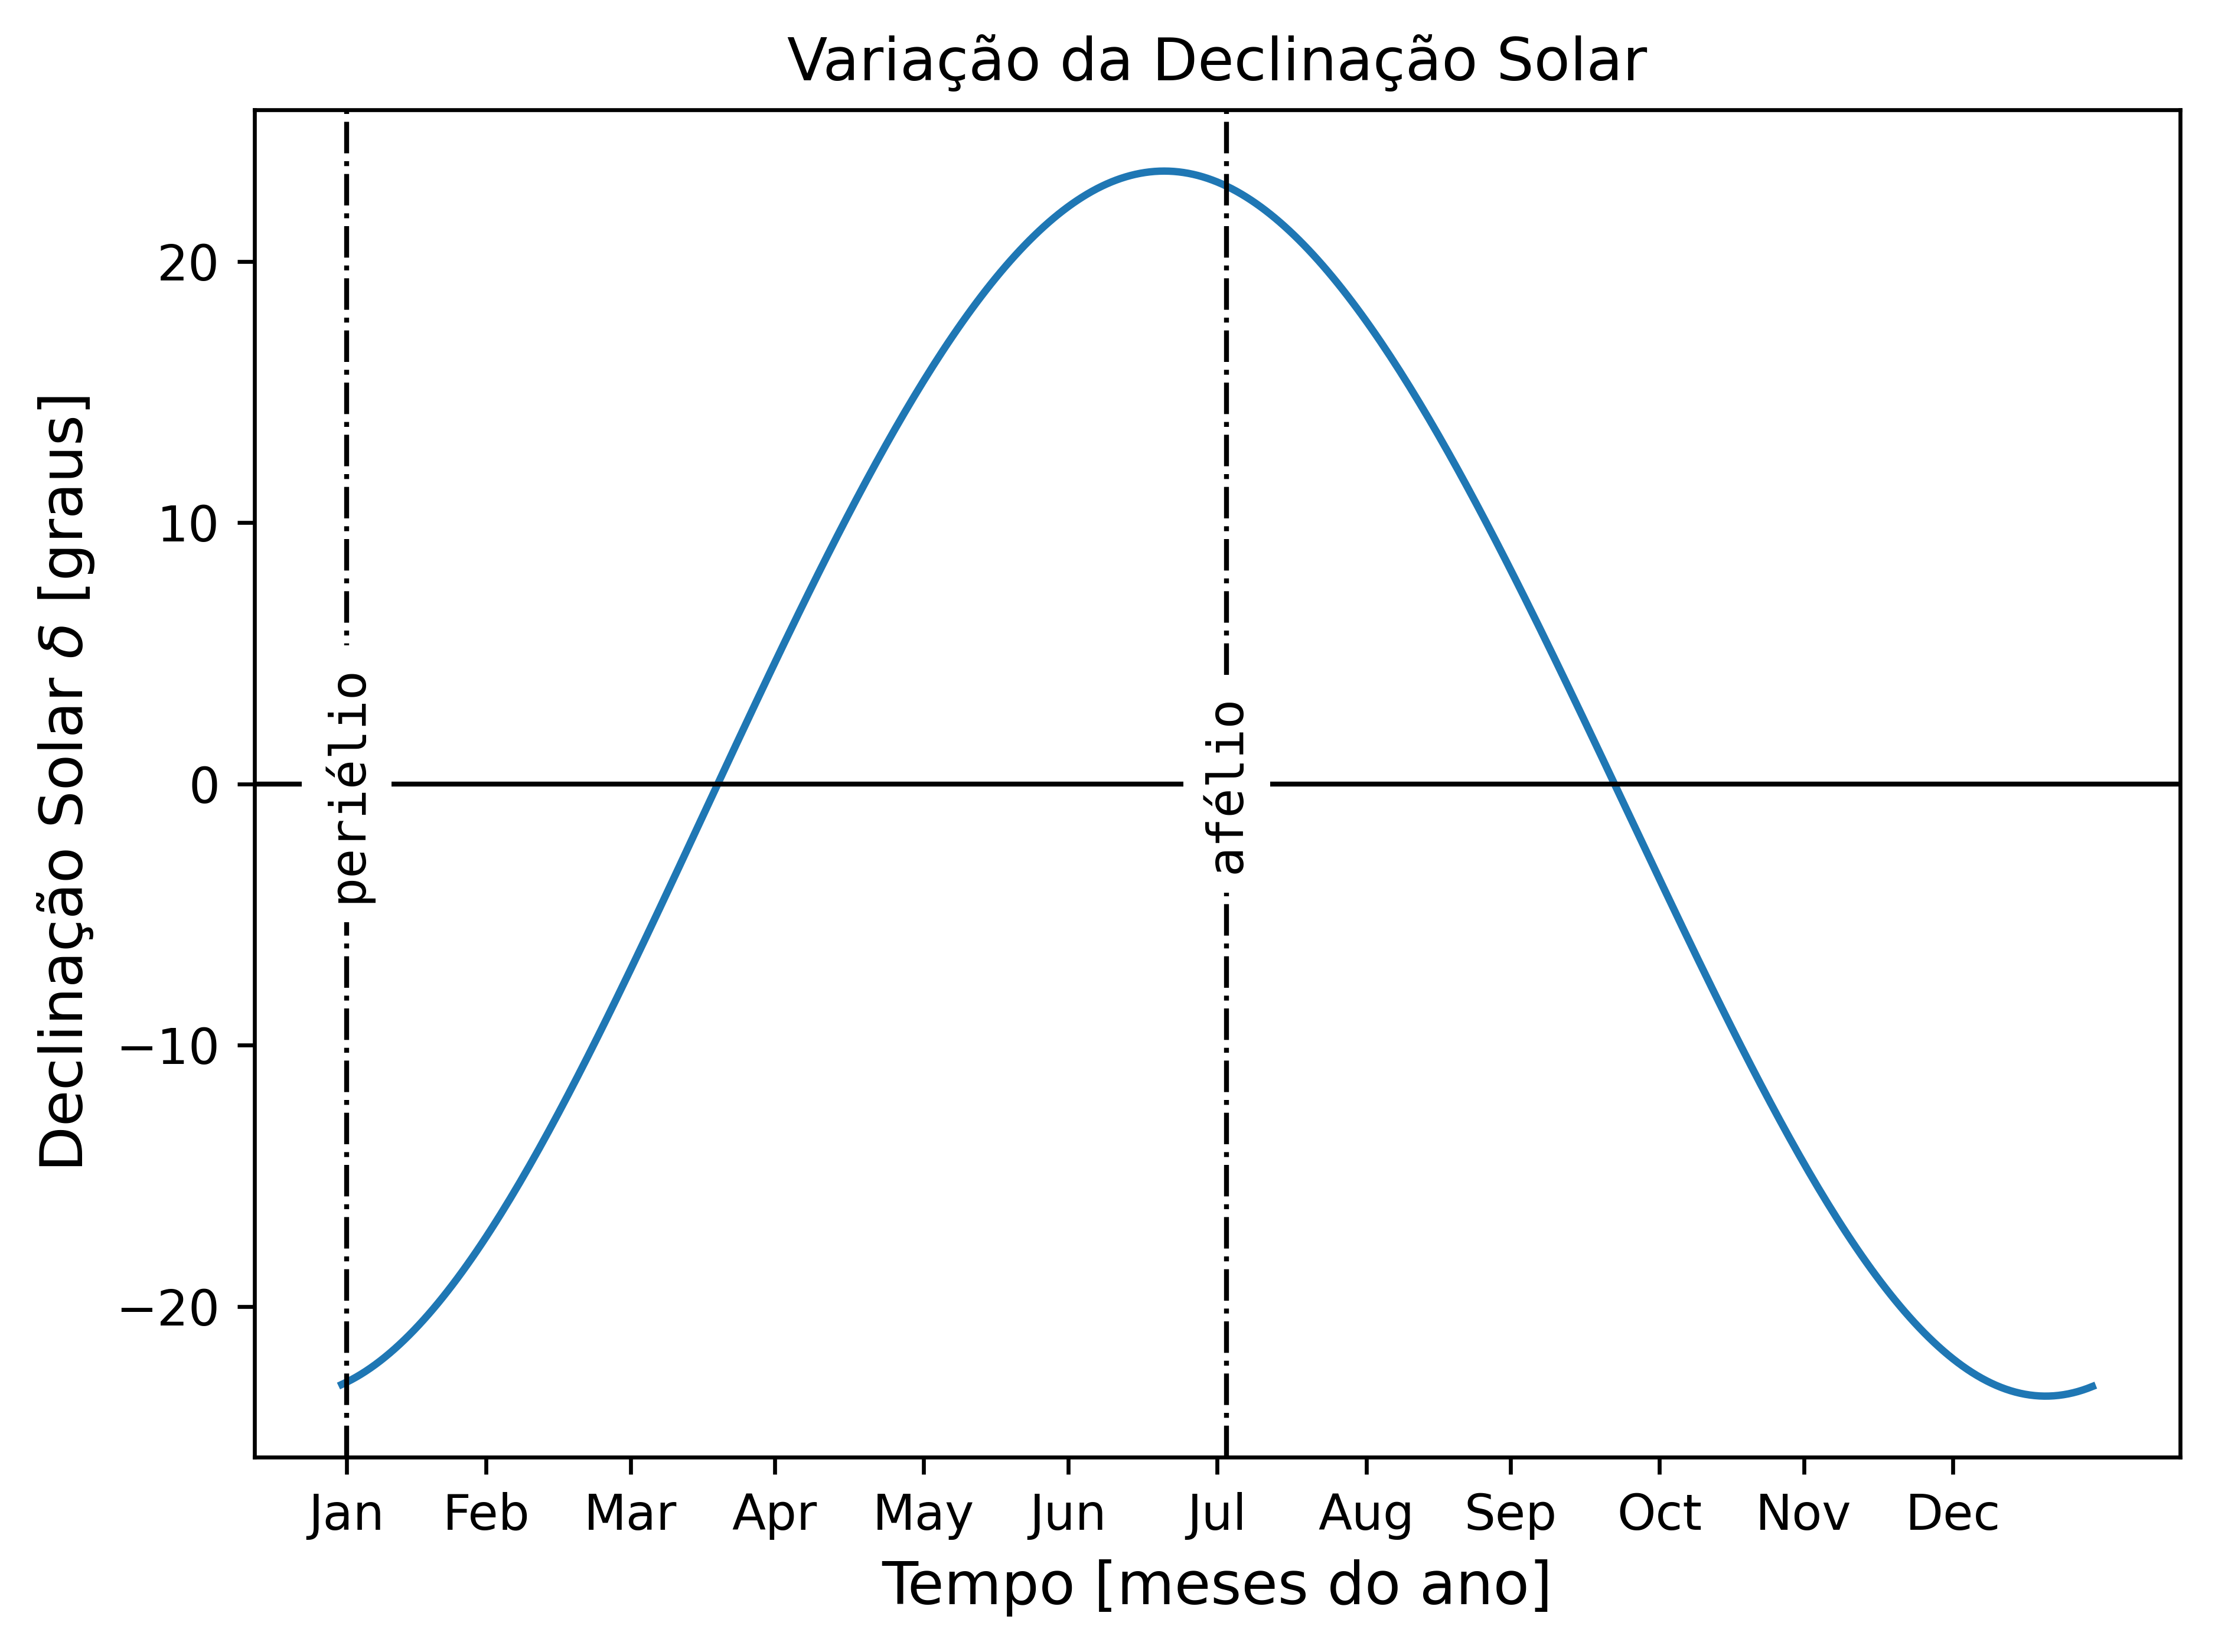 Variação da Declinação Solar
Declinação Solar δ [graus]
20
10
0
−10
−20
periélio
afélio
Jan Feb Mar Apr May Jun Jul Aug Sep Oct Nov Dec
Tempo [meses do ano]